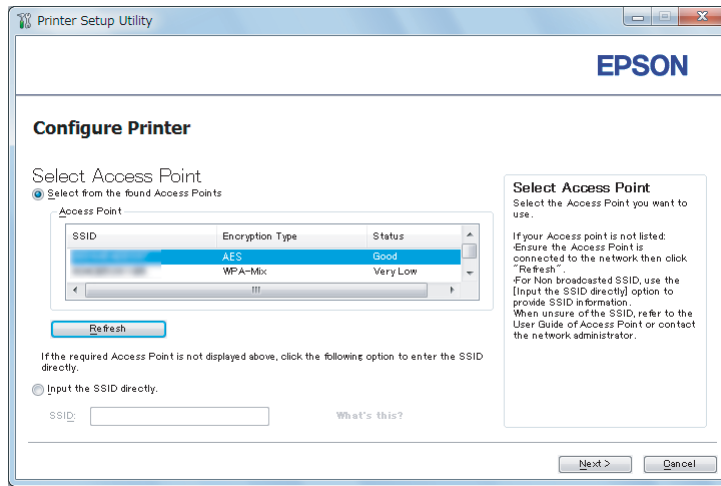 Printer Setup Utility
EPSON
Configure Printer
Select Access Point
Select from the found Access Points
Access Point
SSID Encryption Type Status
AES Good
WPA-Mix Very Low
Refresh
If the required Access Point is not displayed above, click the following option to enter the SSID
directly.
Input the SSID directly.
SSID: What's this?
Select Access Point
Select the Access Point you want to
use.
If your Access point is not listed:
·Ensure the Access Point is
connected to the network then click
"Refresh".
·For Non broadcasted SSID, use the
[Input the SSID directly] option to
provide SSID information.
When unsure of the SSID, refer to the
User Guide of Access Point or contact
the network administrator.
Next >
Cancel